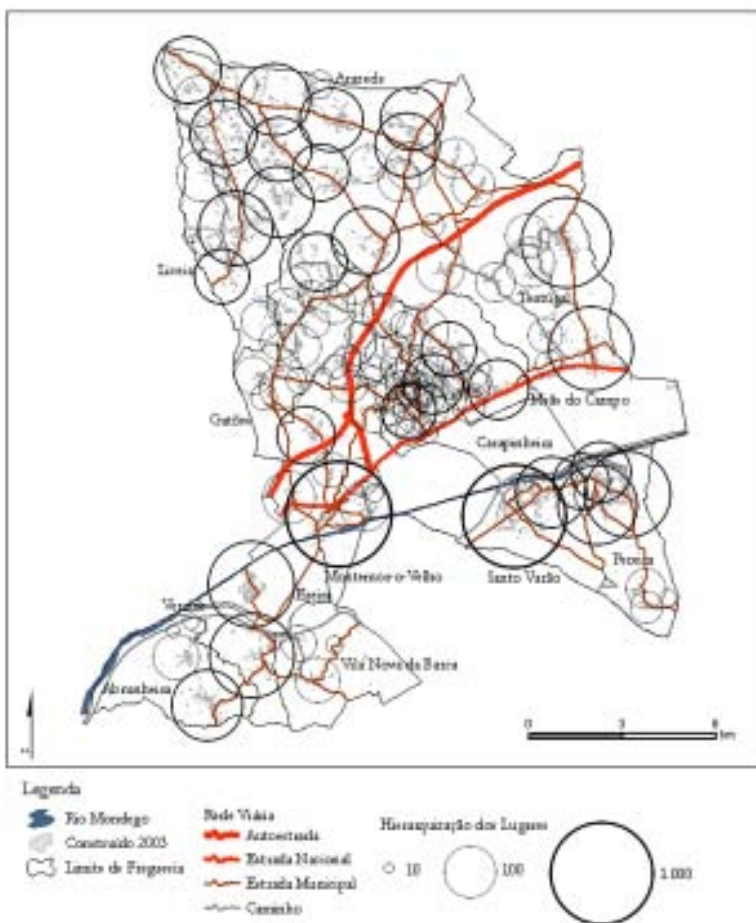 Arazede
Liceia
Tentúgal
Gatões
Meãs do Campo
Carapinheira
Montemor-o-Velho
Santo Varão
Pereira
Ereira
Verride
Vila Nova da Barca
Abrunheira
0 3 6
km
Legenda
Rio Mondego
Construído 2003
Limite de Freguesia
Rede Viária
Autoestrada
Estrada Nacional
Estrada Municipal
Caminho
Hierarquização dos Lugares
10
100
1.000